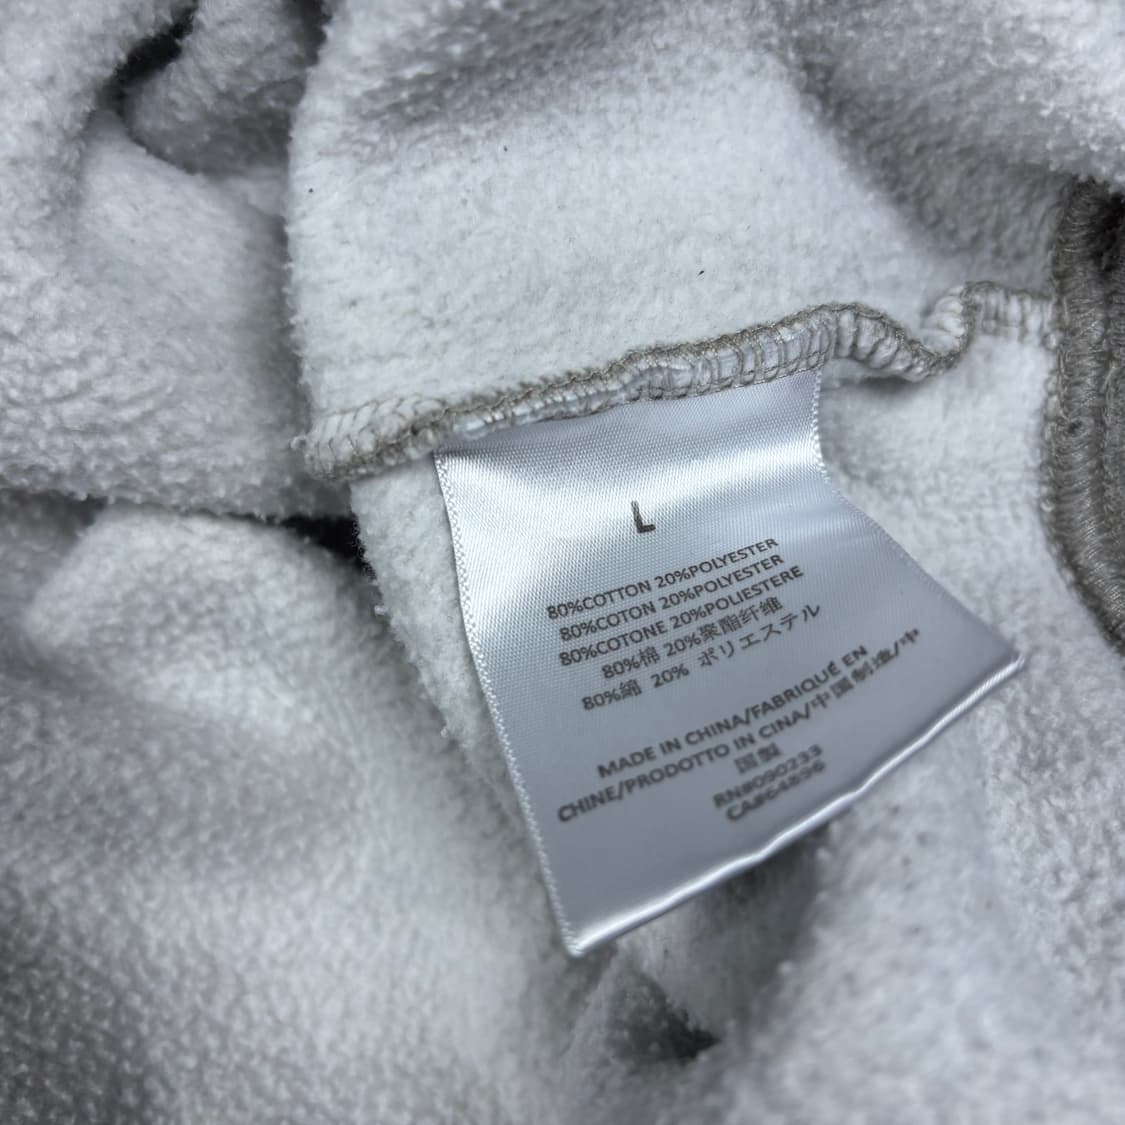 L
80%COTTON 20%POLYESTER
80%COTON 20%POLYESTER
80%COTONE 20%POLIESTERE
80%棉 20%聚酯纤维
80%綿 20% ポリエステル
MADE IN CHINA/FABRIQUÉ EN
CHINE/PRODOTTO IN CINA/中国制造/中
国製
RN#090233
CA#64896